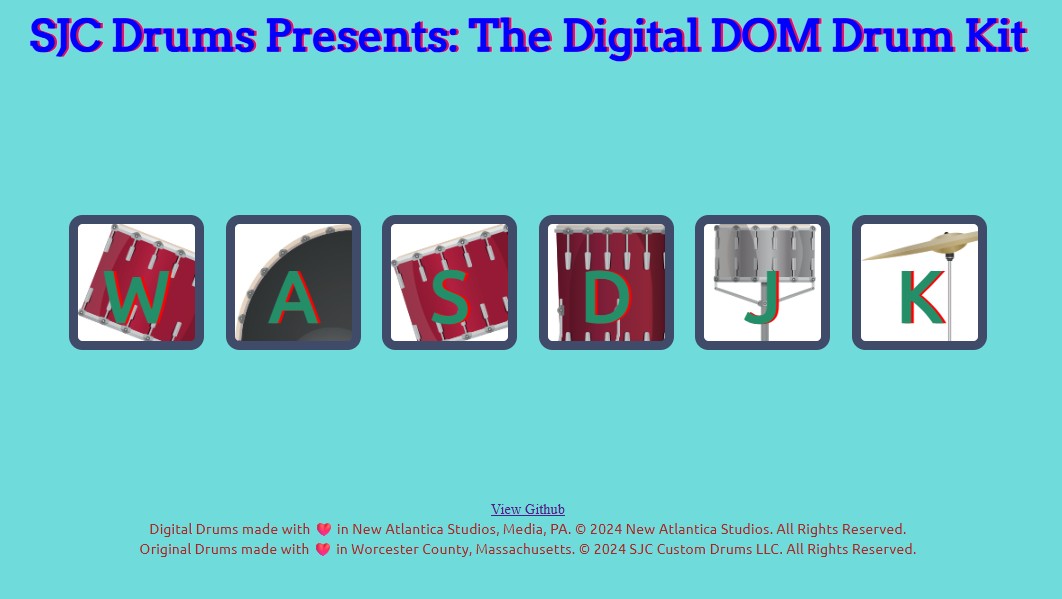 SJC Drums Presents: The Digital DOM Drum Kit
W A S D J K
View Github
Digital Drums made with ❤️ in New Atlantica Studios, Media, PA. © 2024 New Atlantica Studios. All Rights Reserved.
Original Drums made with ❤️ in Worcester County, Massachusetts. © 2024 SJC Custom Drums LLC. All Rights Reserved.